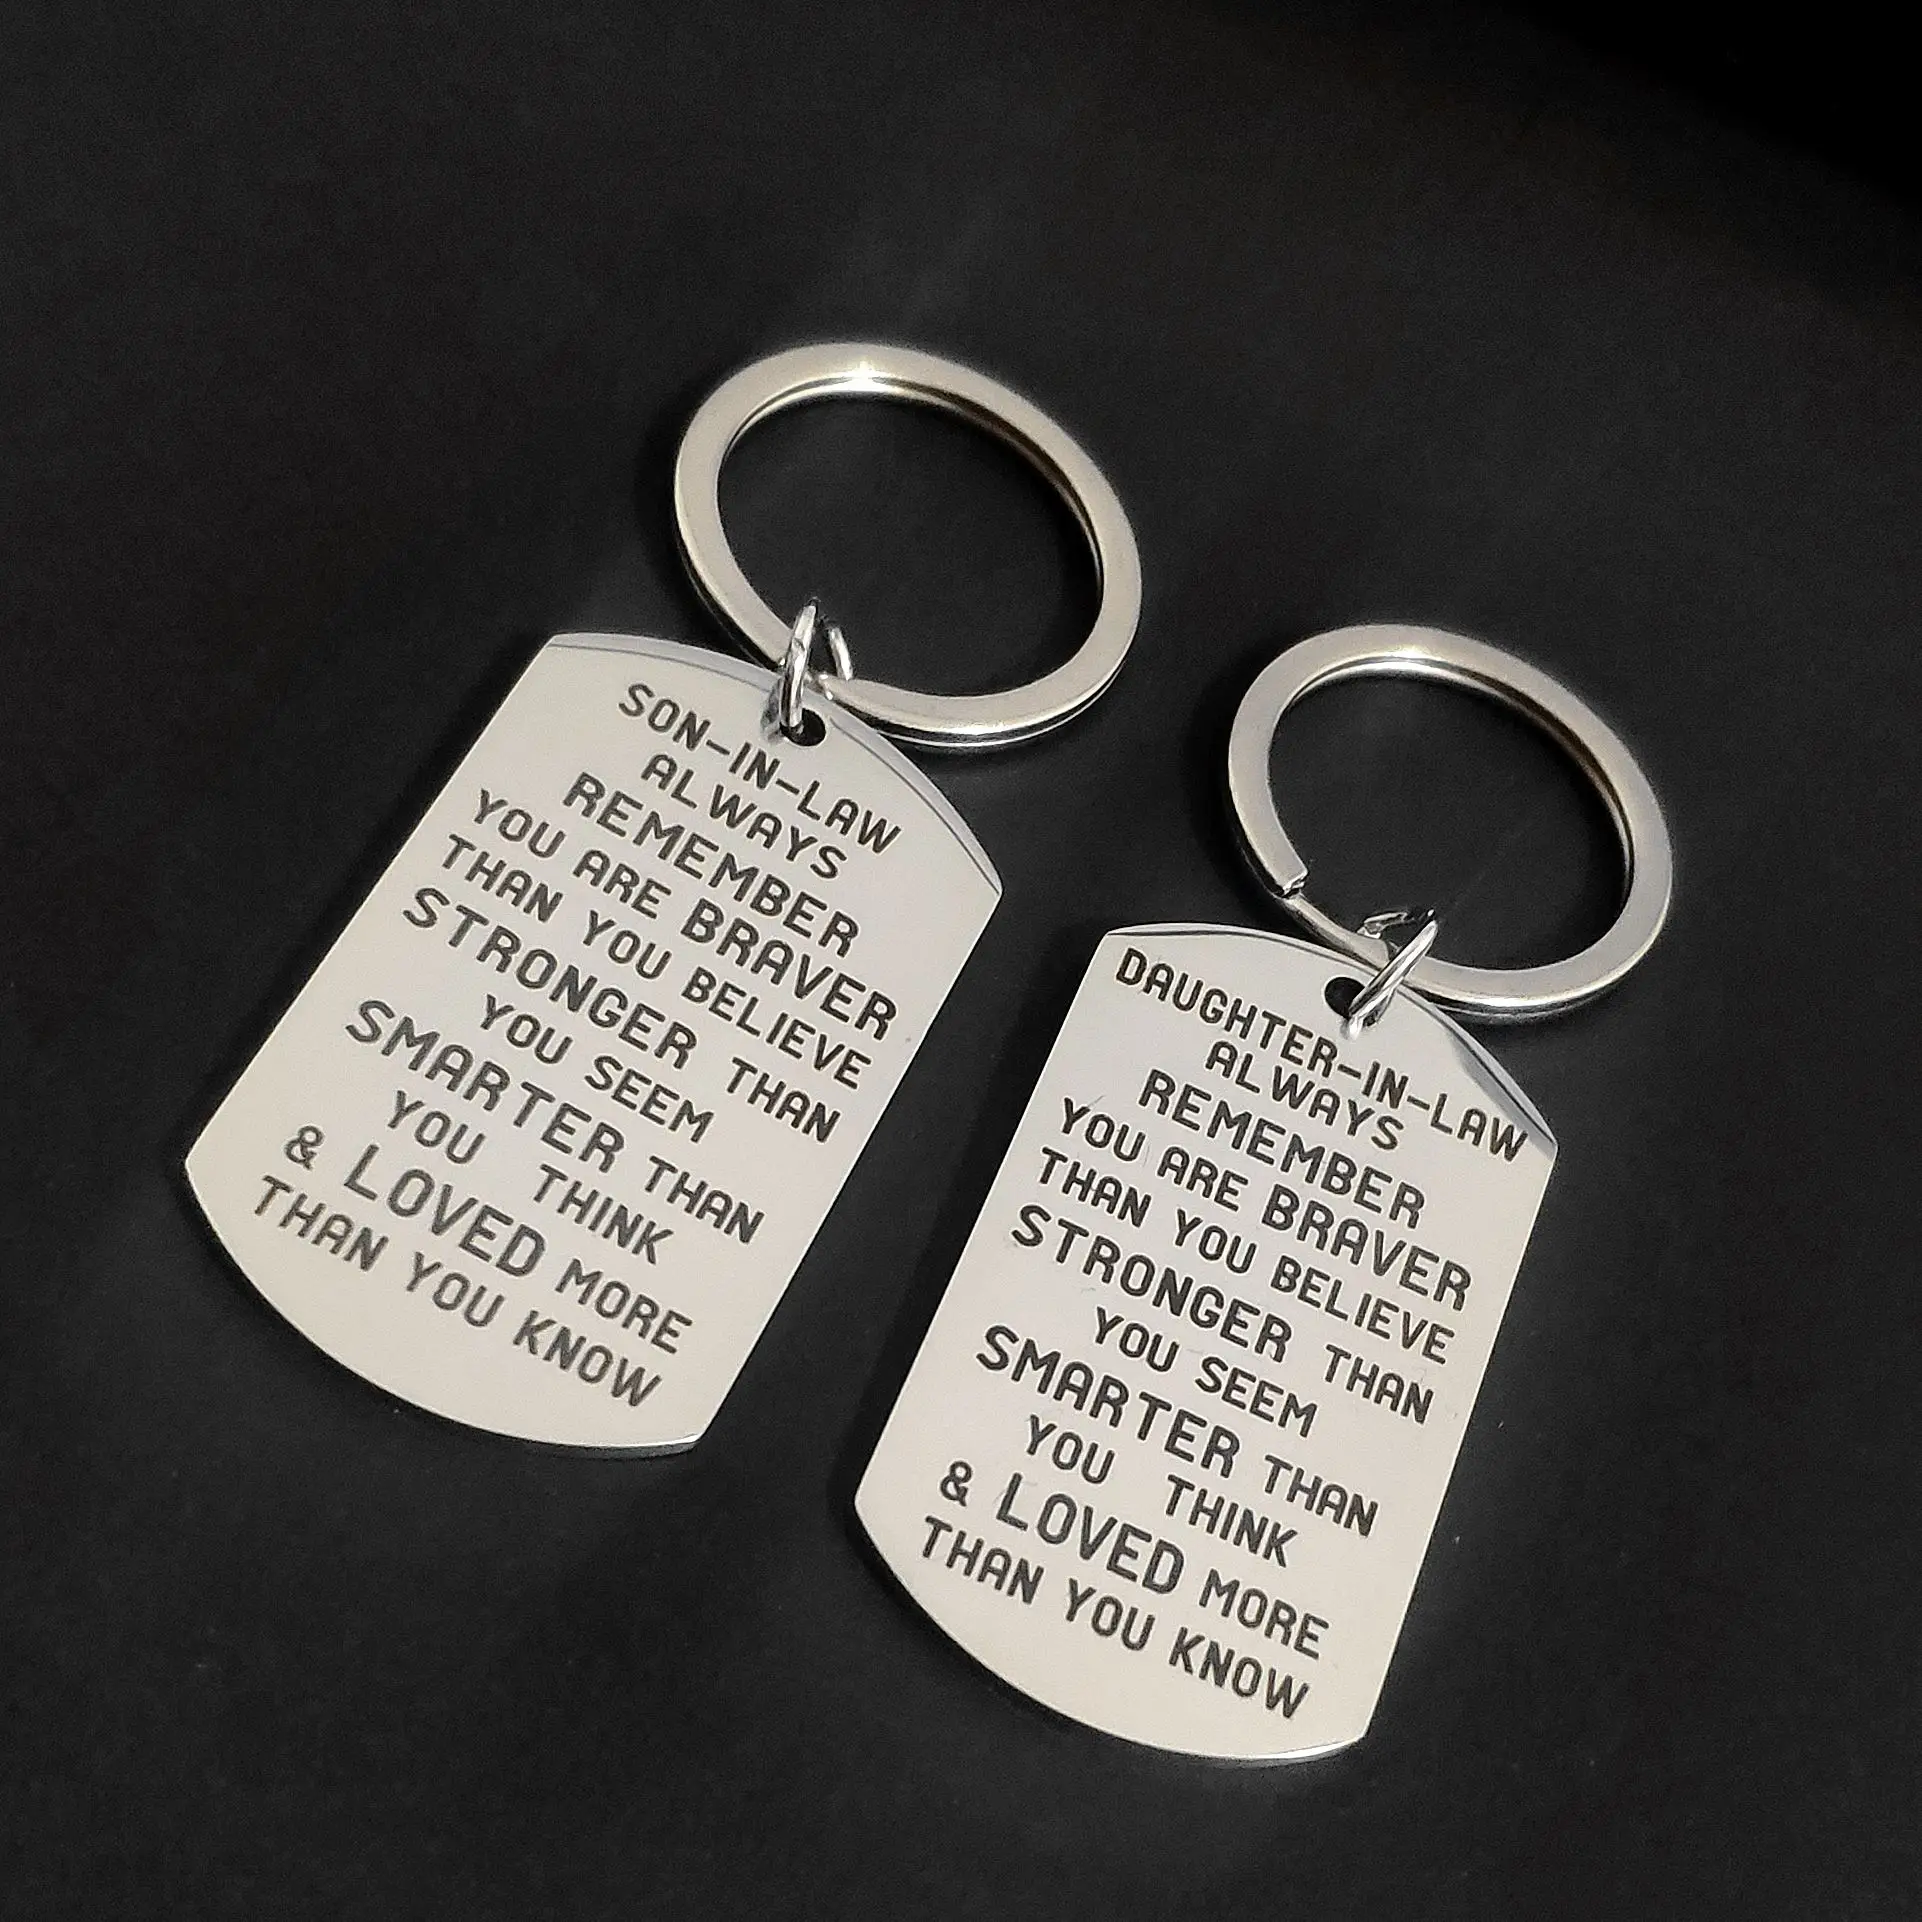 SON-IN-LAW
ALWAYS
REMEMBER
YOU ARE BRAVER
THAN YOU BELIEVE
STRONGER THAN
YOU SEEM
SMARTER THAN
YOU THINK
& LOVED MORE
THAN YOU KNOW
DAUGHTER-IN-LAW
ALWAYS
REMEMBER
YOU ARE BRAVER
THAN YOU BELIEVE
STRONGER THAN
YOU SEEM
SMARTER THAN
YOU THINK
& LOVED MORE
THAN YOU KNOW